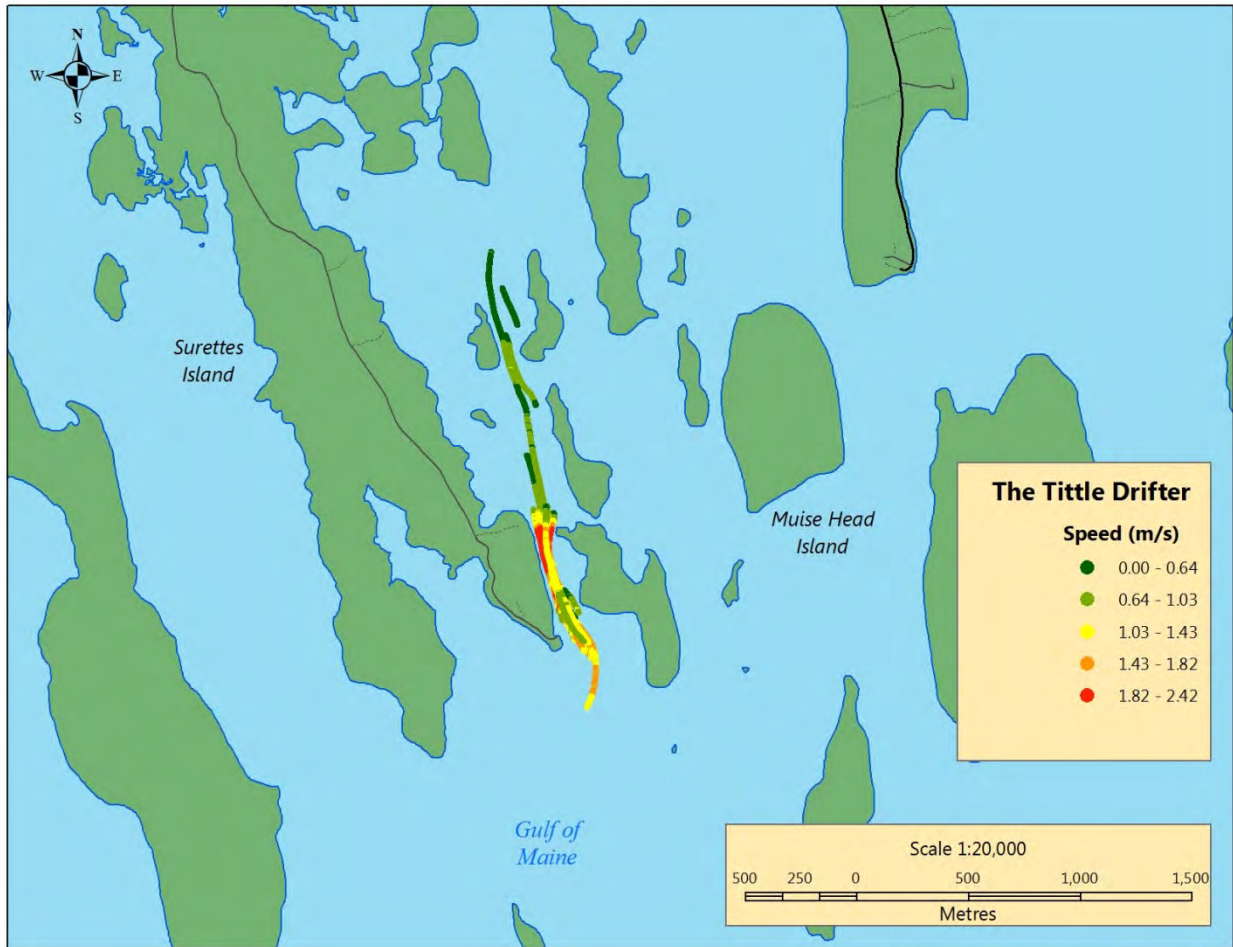 N
W E
S
Surettes
Island
Muise Head
Island
Gulf of
Maine
The Tittle Drifter
Speed (m/s)
0.00 - 0.64
0.64 - 1.03
1.03 - 1.43
1.43 - 1.82
1.82 - 2.42
Scale 1:20,000
500 250 0 500 1,000 1,500
Metres